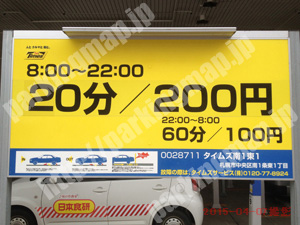 Times
8:00〜22:00
20分／200円
22:00〜8:00
60分／100円
0028711 タイムズ南1東1
札幌市中央区南1条東1丁目
故障の際は、タイムズサービス(株)0120-77-8924
日本食研